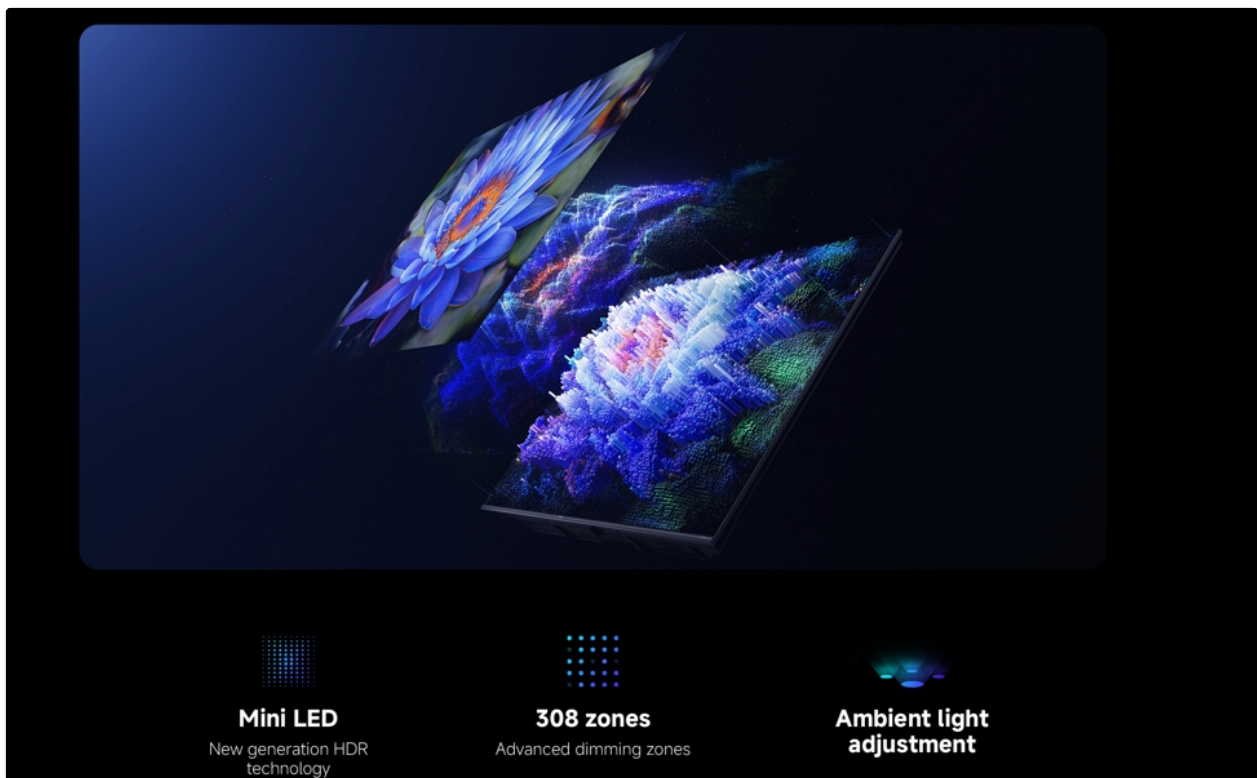 Mini LED
New generation HDR
technology
308 zones
Advanced dimming zones
Ambient light
adjustment